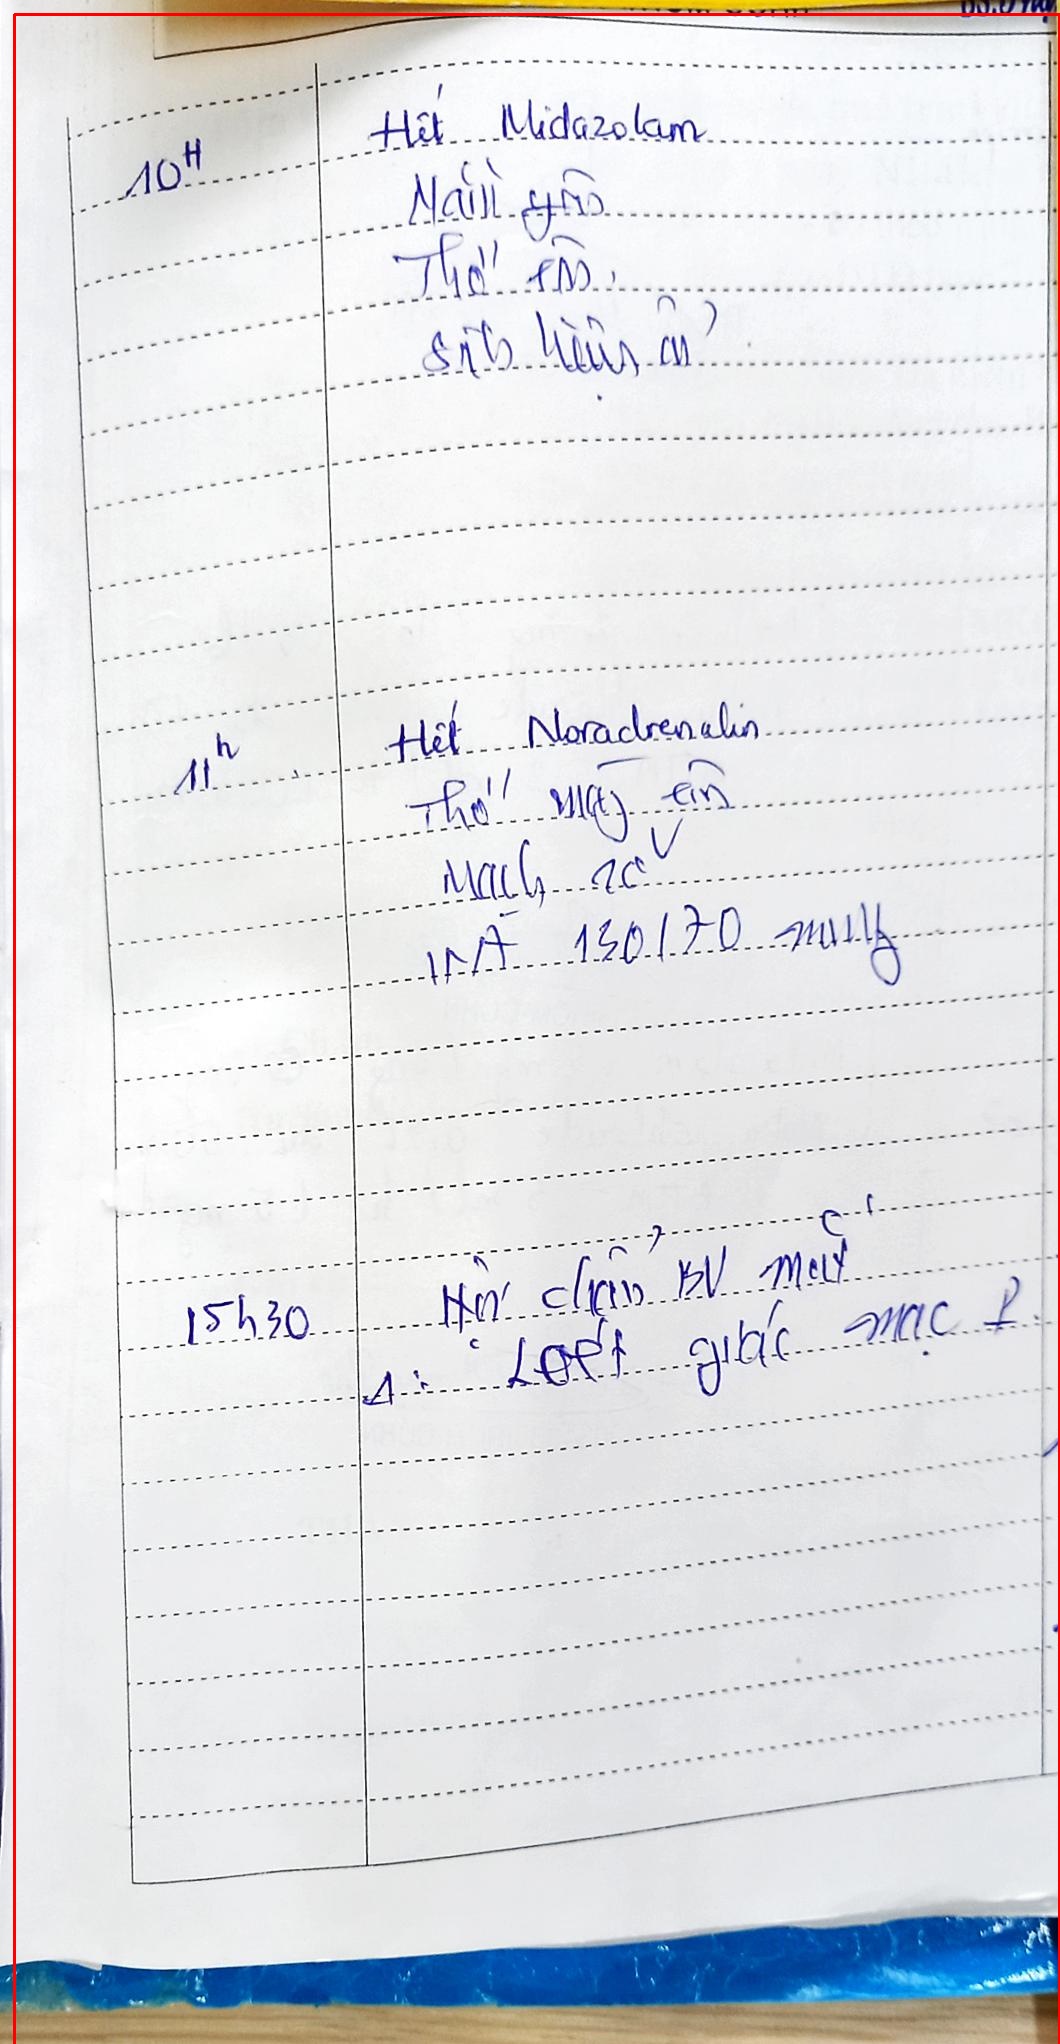 10H Hết Midazolam
Nằm yên
Thở êm.
Sinh hiệu ổn
11h Hết Noradrenalin
Thở máy êm
Mạch
HA 130/70 mmHg
15h30 Hội chẩn BV mắt
Δ: Loét giác mạc P